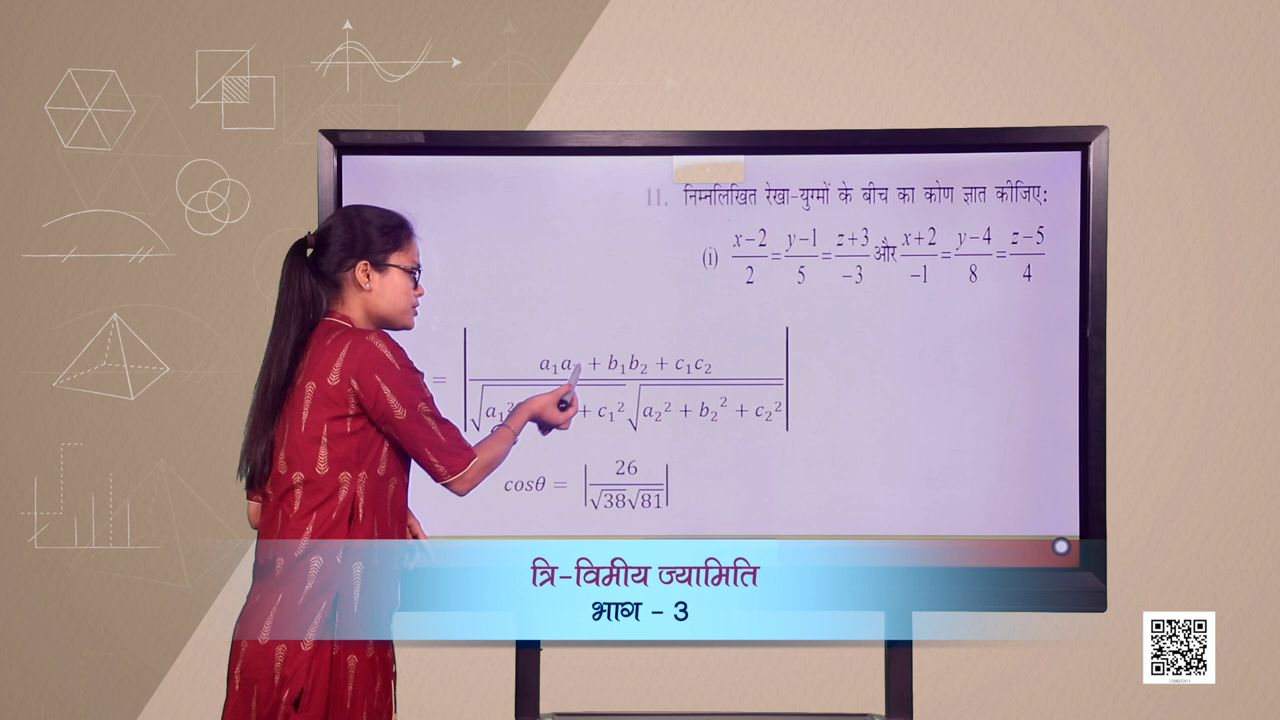 11. निम्नलिखित रेखा-युग्मों के बीच का कोण ज्ञात कीजिए:
(i) x−2/2 = y−1/5 = z+3/−3 और x+2/−1 = y−4/8 = z−5/4
= |a₁a₂ + b₁b₂ + c₁c₂ / √a₁² + c₁² √a₂² + b₂² + c₂²|
cosθ = |26/√38√81|
त्रि-विमीय ज्यामिति
भाग - 3